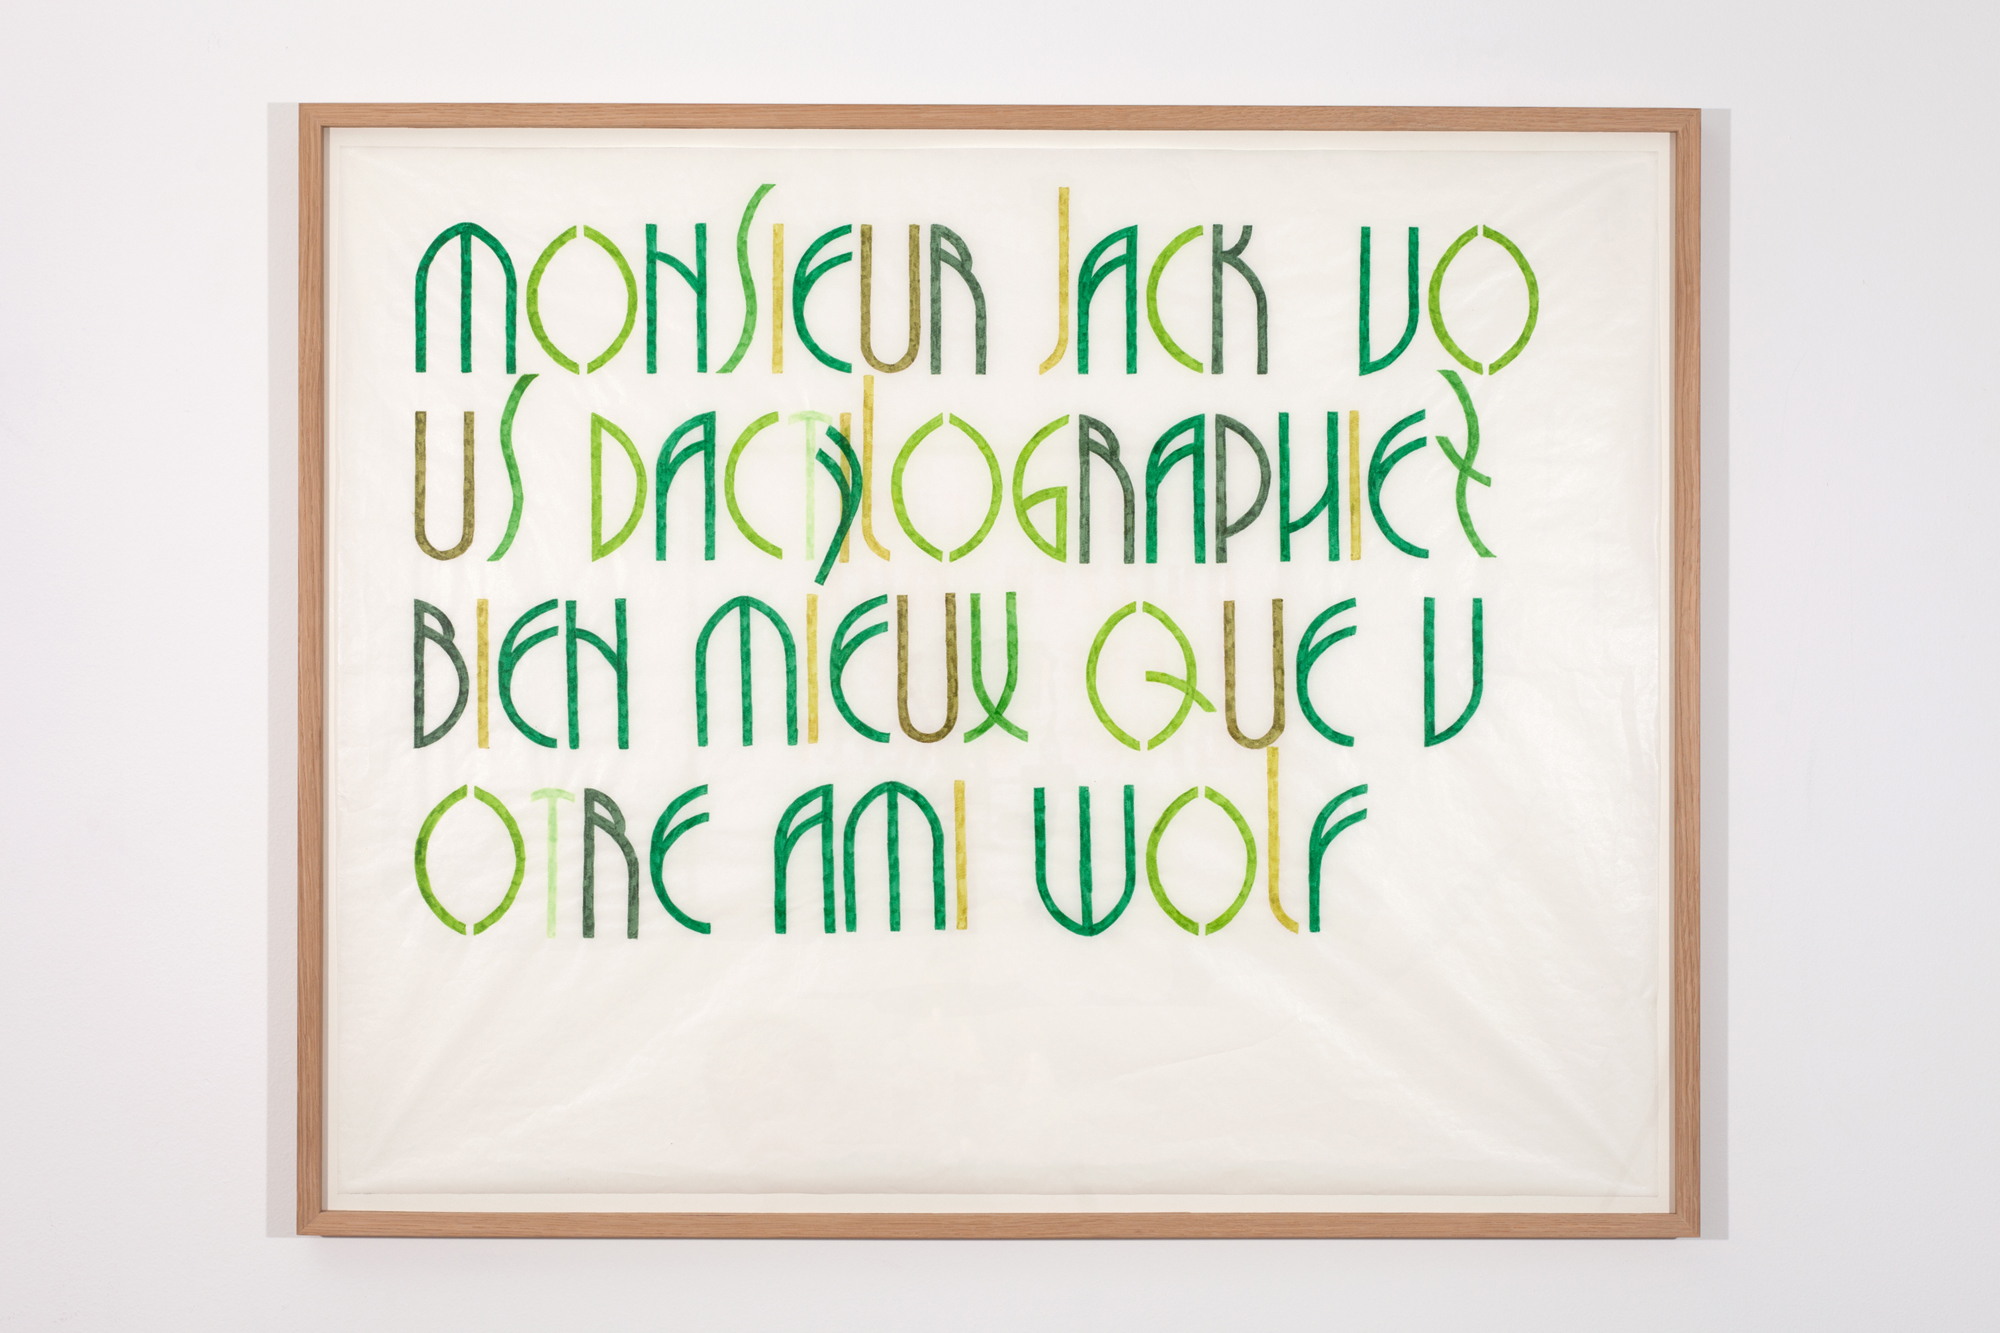 MONSIEUR JACK VO
US DACTYLOGRAPHIEZ
BIEN MIEUX QUE V
OTRE AMI WOLF